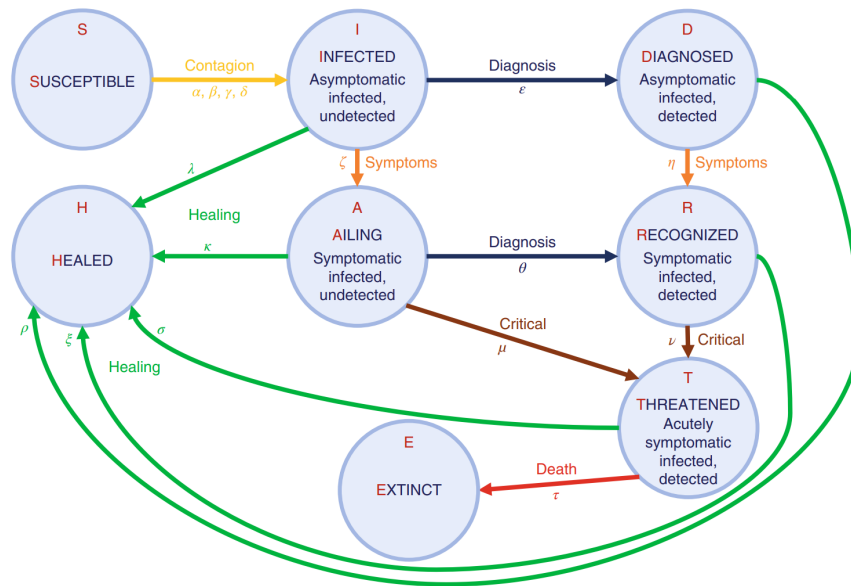 S
SUSCEPTIBLE
Contagion
α, β, γ, δ
I
INFECTED
Asymptomatic
infected,
undetected
Diagnosis
ε
D
DIAGNOSED
Asymptomatic
infected,
detected
λ
ζ
Symptoms
η
Symptoms
Healing
H
HEALED
κ
A
AILING
Symptomatic
infected,
undetected
Diagnosis
θ
R
RECOGNIZED
Symptomatic
infected,
detected
ρ
ξ
σ
Healing
Critical
μ
ν
Critical
T
THREATENED
Acutely
symptomatic
infected,
detected
E
EXTINCT
Death
τ